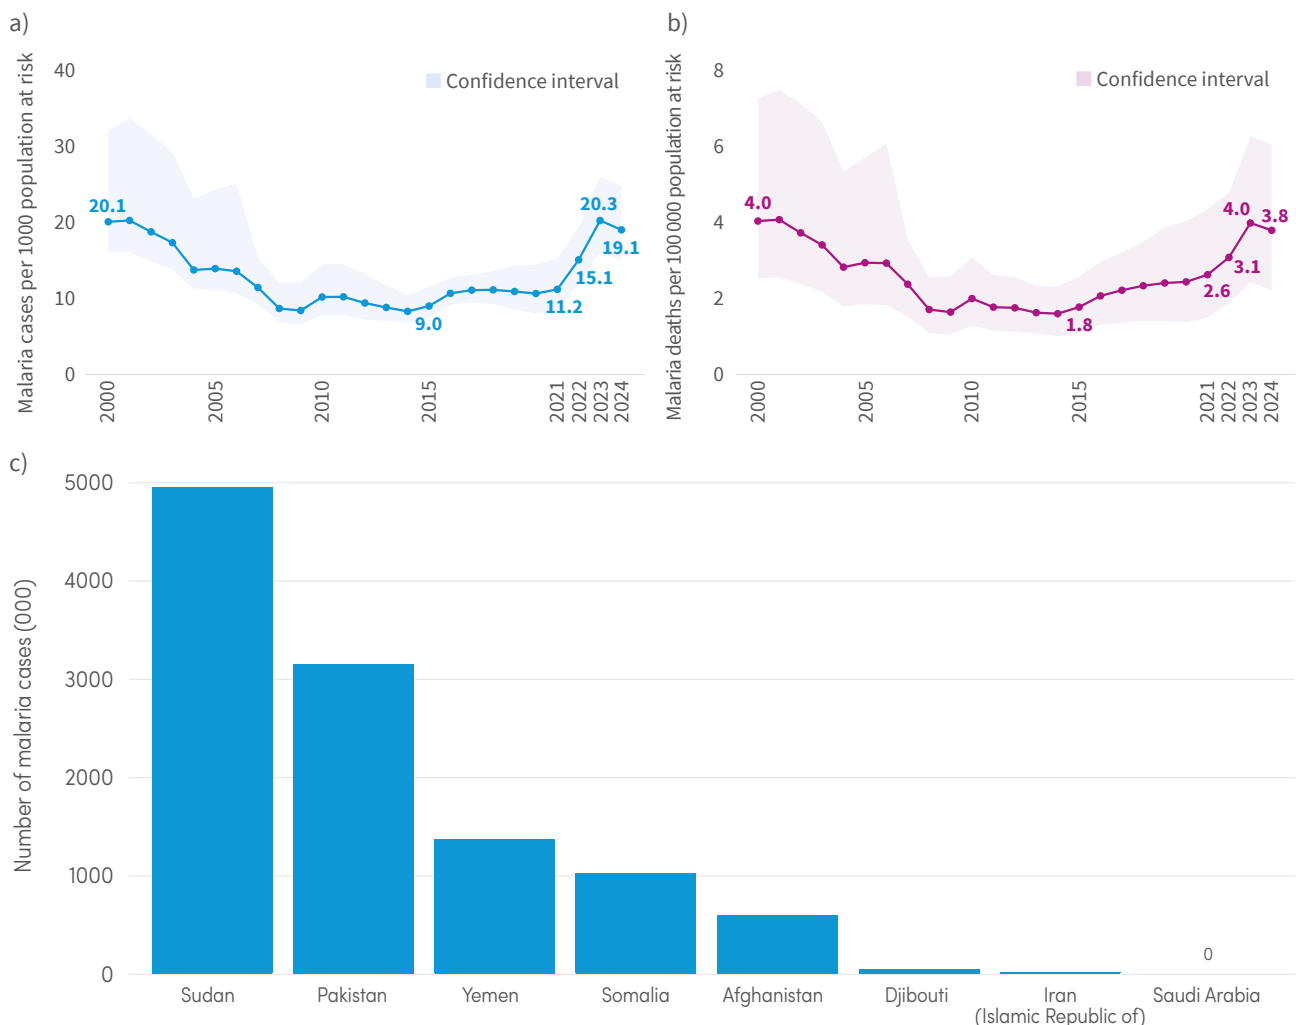 a)
Malaria cases per 1000 population at risk
40
30
20
10
0
Confidence interval
20.1
9.0
11.2
15.1
20.3
19.1
2000
2005
2010
2015
2021
2022
2023
2024
b)
Malaria deaths per 100 000 population at risk
8
6
4
2
0
Confidence interval
4.0
1.8
2.6
3.1
4.0
3.8
2000
2005
2010
2015
2021
2022
2023
2024
c)
Number of malaria cases (000)
5000
4000
3000
2000
1000
0
0
Sudan
Pakistan
Yemen
Somalia
Afghanistan
Djibouti
Iran
(Islamic Republic of)
Saudi Arabia